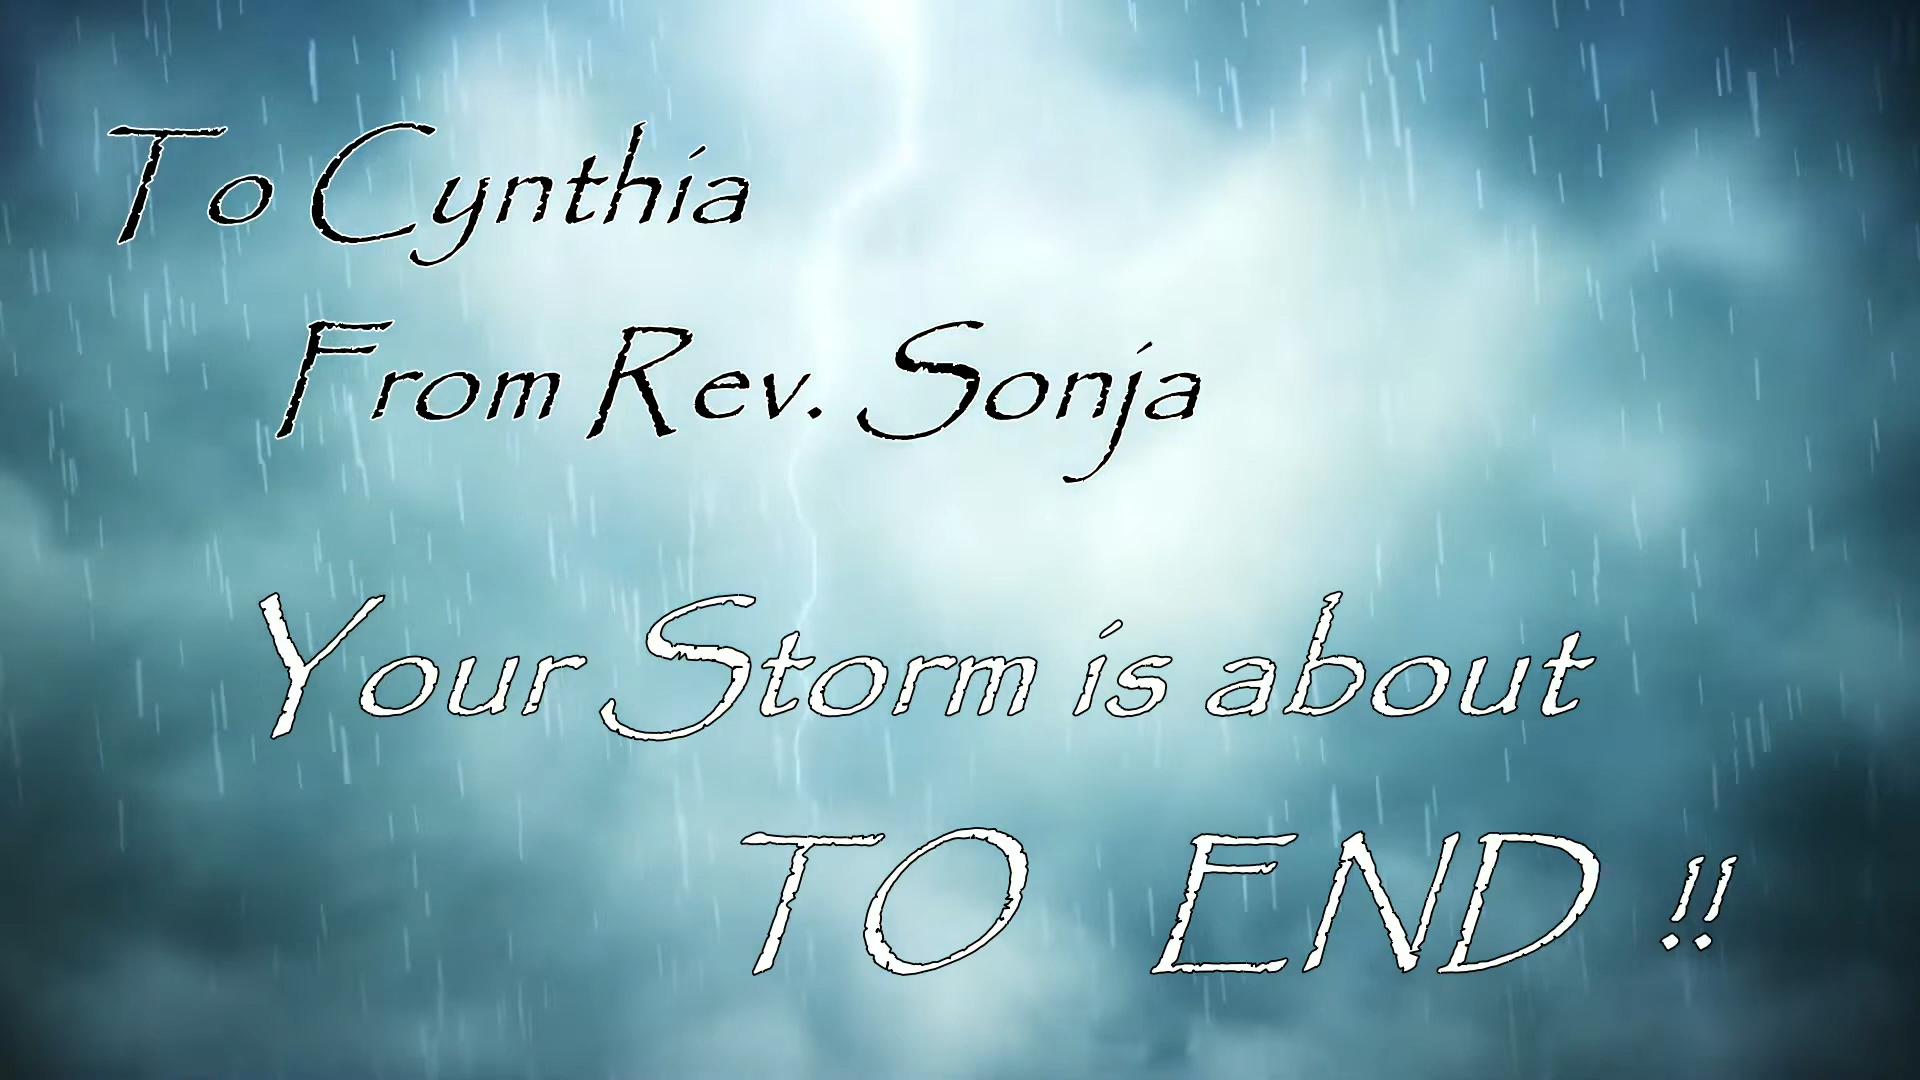 To Cynthia
From Rev. Sonja
Your Storm is about
TO END !!